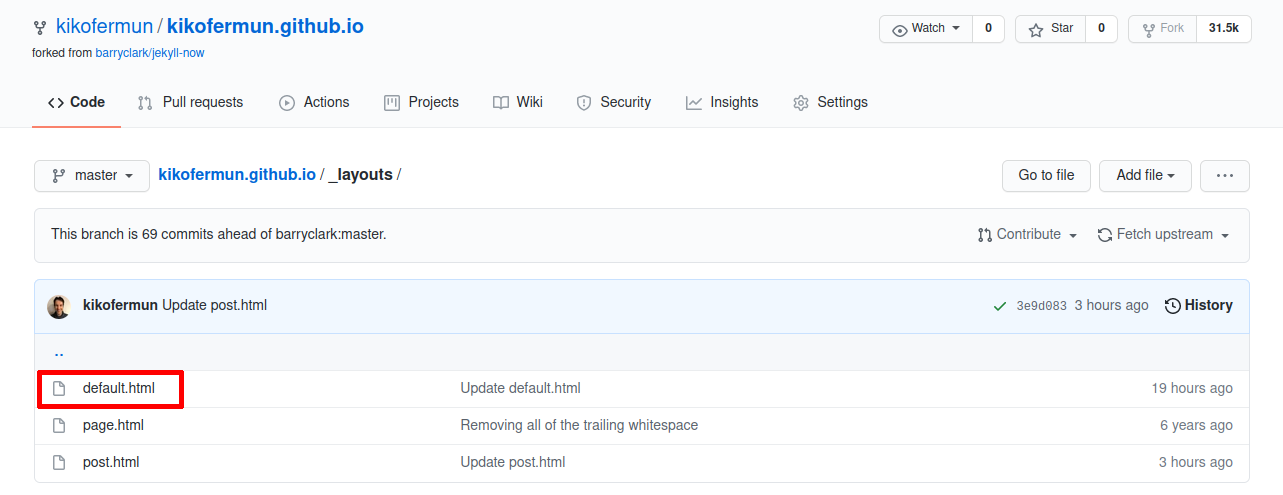 kikofermun / kikofermun.github.io
Watch 0 Star 0 Fork 31.5k
forked from barryclark/jekyll-now
Code Pull requests Actions Projects Wiki Security Insights Settings
master kikofermun.github.io / _layouts / Go to file Add file ...
This branch is 69 commits ahead of barryclark:master. Contribute Fetch upstream
kikofermun Update post.html 3e9d083 3 hours ago History
..
default.html Update default.html 19 hours ago
page.html Removing all of the trailing whitespace 6 years ago
post.html Update post.html 3 hours ago